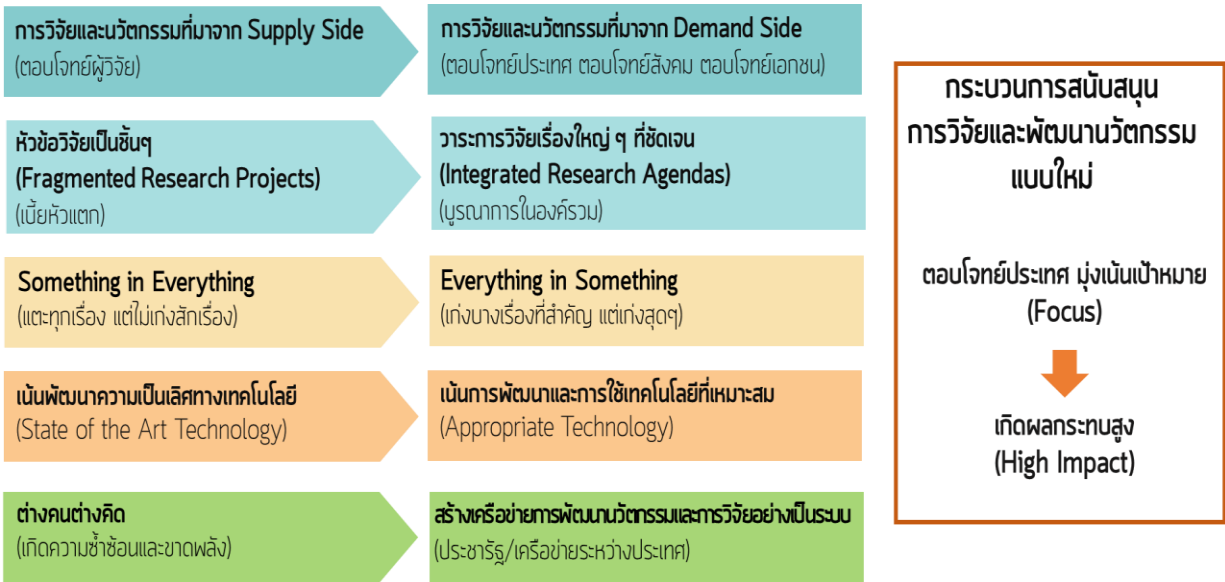 การวิจัยและนวัตกรรมที่มาจาก Supply Side
(ตอบโจทย์ผู้วิจัย)
การวิจัยและนวัตกรรมที่มาจาก Demand Side
(ตอบโจทย์ประเทศ ตอบโจทย์สังคม ตอบโจทย์เอกชน)
หัวข้อวิจัยเป็นชิ้นๆ
(Fragmented Research Projects)
(เบี้ยหัวแตก)
วาระการวิจัยเรื่องใหญ่ ๆ ที่ชัดเจน
(Integrated Research Agendas)
(บูรณาการในองค์รวม)
Something in Everything
(แตะทุกเรื่อง แต่ไม่เก่งสักเรื่อง)
Everything in Something
(เก่งบางเรื่องที่สำคัญ แต่เก่งสุดๆ)
เน้นพัฒนาความเป็นเลิศทางเทคโนโลยี
(State of the Art Technology)
เน้นการพัฒนาและการใช้เทคโนโลยีที่เหมาะสม
(Appropriate Technology)
ต่างคนต่างคิด
(เกิดความซ้ำซ้อนและขาดพลัง)
สร้างเครือข่ายการพัฒนานวัตกรรมและการวิจัยอย่างเป็นระบบ
(ประชารัฐ/เครือข่ายระหว่างประเทศ)
กระบวนการสนับสนุน
การวิจัยและพัฒนานวัตกรรม
แบบใหม่
ตอบโจทย์ประเทศ มุ่งเน้นเป้าหมาย
(Focus)
เกิดผลกระทบสูง
(High Impact)